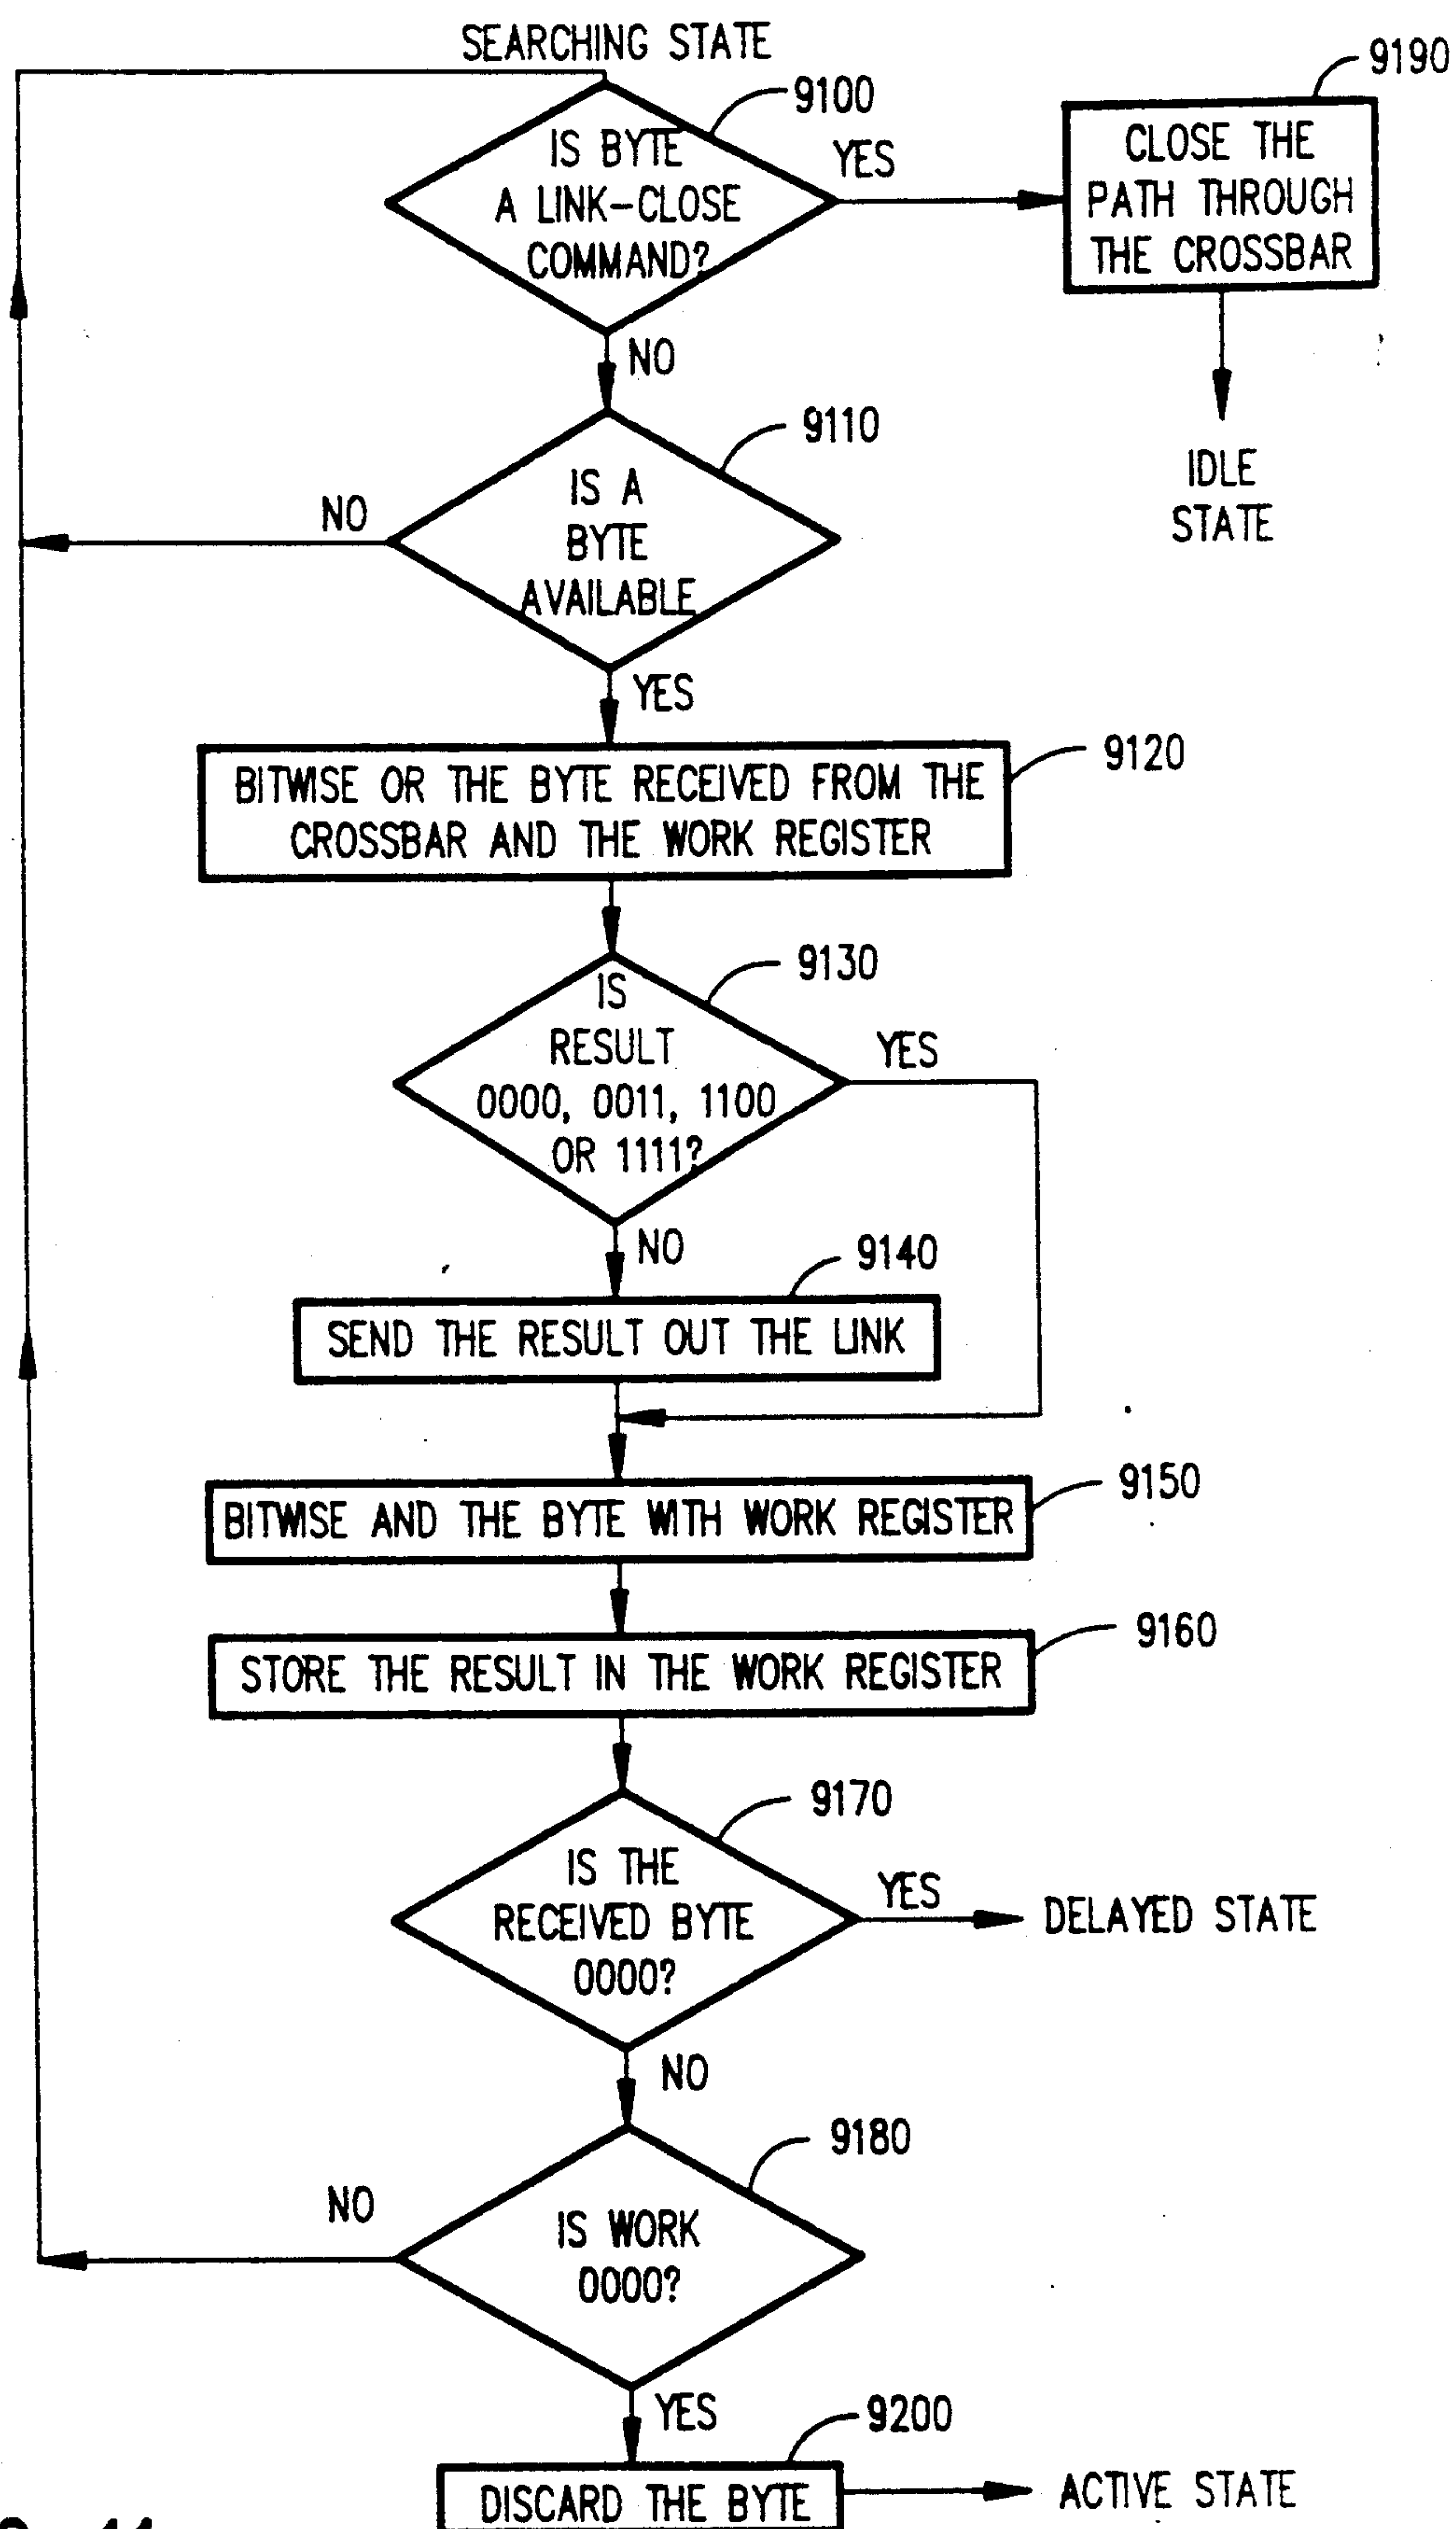 SEARCHING STATE
9100
IS BYTE
A LINK-CLOSE
COMMAND?
YES
9190
CLOSE THE
PATH THROUGH
THE CROSSBAR
NO
IDLE
STATE
9110
IS A
BYTE
AVAILABLE
NO
YES
9120
BITWISE OR THE BYTE RECEIVED FROM THE
CROSSBAR AND THE WORK REGISTER
9130
IS
RESULT
0000, 0011, 1100
OR 1111?
YES
NO
9140
SEND THE RESULT OUT THE LINK
9150
BITWISE AND THE BYTE WITH WORK REGISTER
9160
STORE THE RESULT IN THE WORK REGISTER
9170
IS THE
RECEIVED BYTE
0000?
YES
DELAYED STATE
NO
9180
IS WORK
0000?
NO
YES
9200
DISCARD THE BYTE
ACTIVE STATE